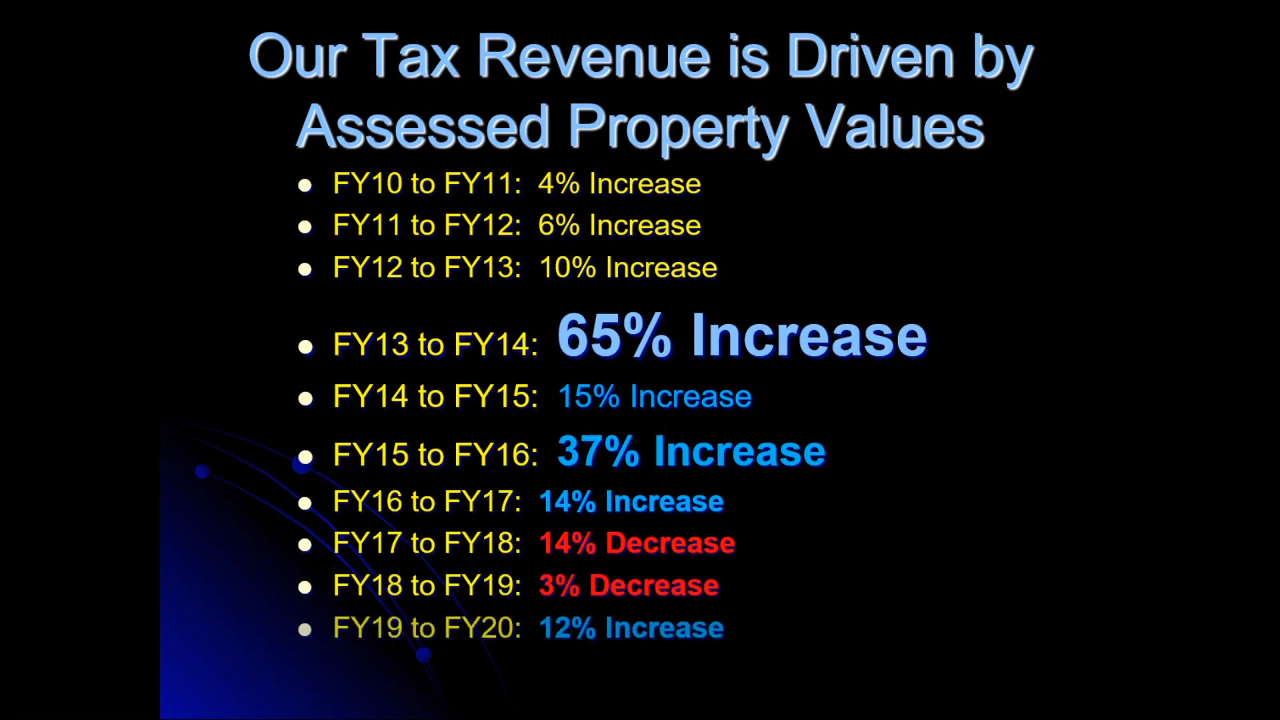 Our Tax Revenue is Driven by
Assessed Property Values
FY10 to FY11: 4% Increase
FY11 to FY12: 6% Increase
FY12 to FY13: 10% Increase
FY13 to FY14: 65% Increase
FY14 to FY15: 15% Increase
FY15 to FY16: 37% Increase
FY16 to FY17: 14% Increase
FY17 to FY18: 14% Decrease
FY18 to FY19: 3% Decrease
FY19 to FY20: 12% Increase